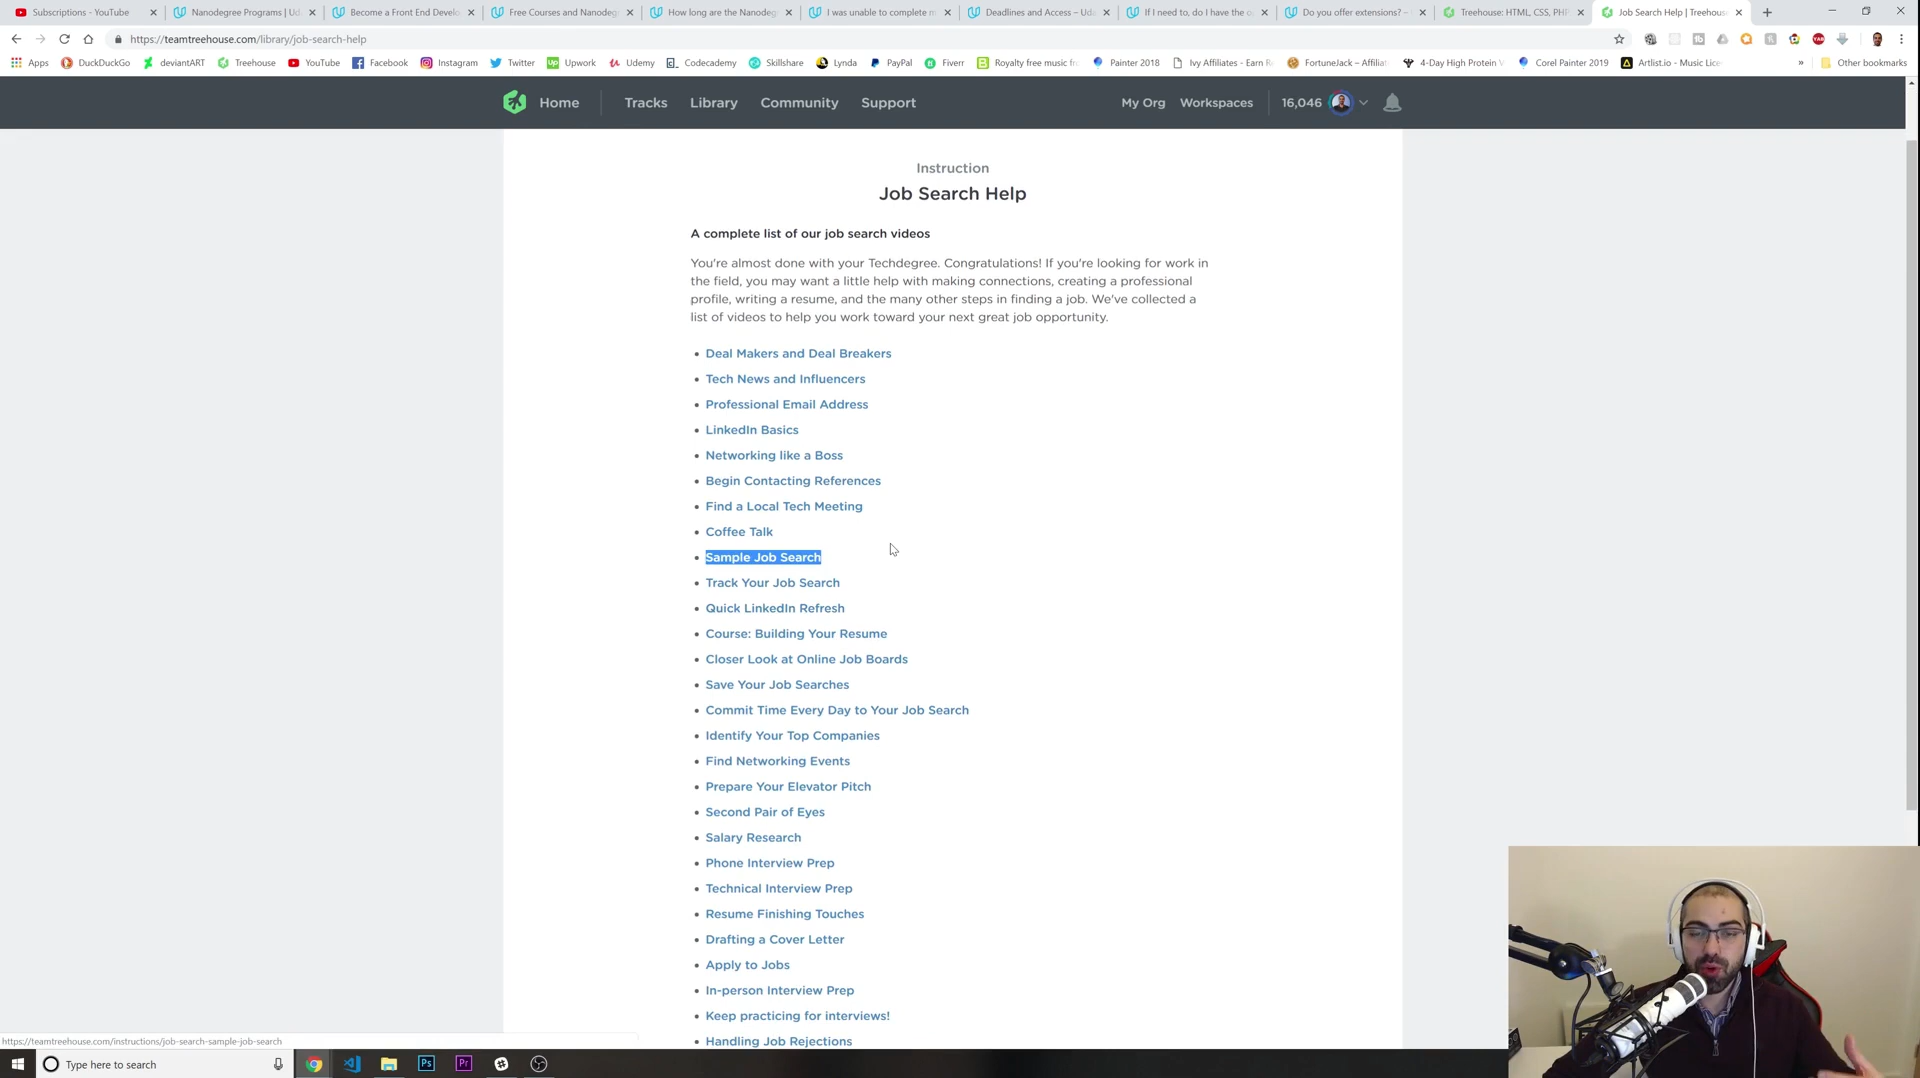 Subscriptions - YouTube
Nanodegree Programs | Ud
Become a Front End Develo
Free Courses and Nanodeg
How long are the Nanodeg
I was unable to complete m
Deadlines and Access – Uda
If I need to, do I have the o
Do you offer extensions? –
Treehouse: HTML, CSS, PHP
Job Search Help | Treehous
https://teamtreehouse.com/library/job-search-help
Apps
DuckDuckGo
deviantART
Treehouse
YouTube
Facebook
Instagram
Twitter
Upwork
Udemy
Codecademy
Skillshare
Lynda
PayPal
Fiverr
Royalty free music f
Ivy Affiliates - Earn R
Painter 2018
FortuneJack – Affiliat
4-Day High Protein V
Corel Painter 2019
Artlist.io - Music Lice
Other bookmarks
Home
Tracks
Library
Community
Support
My Org
Workspaces
16,046
Instruction
Job Search Help
A complete list of our job search videos
You're almost done with your Techdegree. Congratulations! If you're looking for work in
the field, you may want a little help with making connections, creating a professional
profile, writing a resume, and the many other steps in finding a job. We've collected a
list of videos to help you work toward your next great job opportunity.
• Deal Makers and Deal Breakers
• Tech News and Influencers
• Professional Email Address
• LinkedIn Basics
• Networking like a Boss
• Begin Contacting References
• Find a Local Tech Meeting
• Coffee Talk
• Sample Job Search
• Track Your Job Search
• Quick LinkedIn Refresh
• Course: Building Your Resume
• Closer Look at Online Job Boards
• Save Your Job Searches
• Commit Time Every Day to Your Job Search
• Identify Your Top Companies
• Find Networking Events
• Prepare Your Elevator Pitch
• Second Pair of Eyes
• Salary Research
• Phone Interview Prep
• Technical Interview Prep
• Resume Finishing Touches
• Drafting a Cover Letter
• Apply to Jobs
• In-person Interview Prep
• Keep practicing for interviews!
• Handling Job Rejections
https://teamtreehouse.com/instructions/job-search-sample-job-search
Type here to search